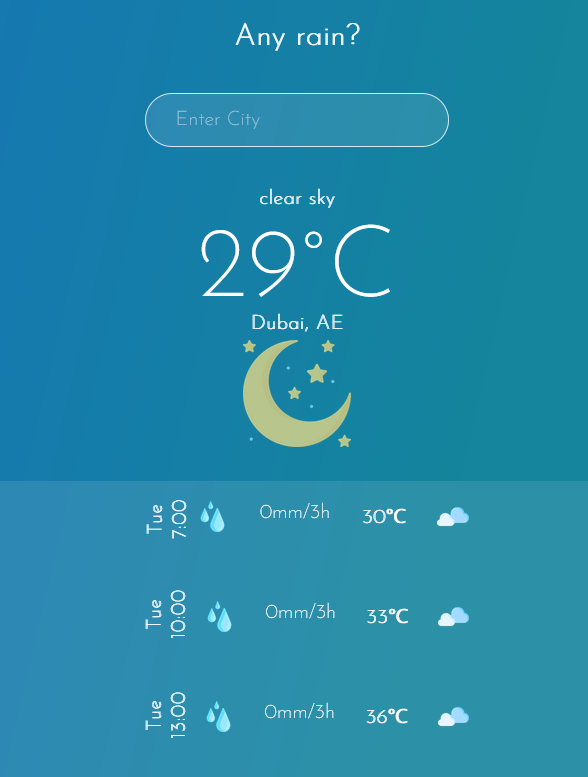 Any rain?
Enter City
clear sky
29°C
Dubai, AE
Tue 7:00 0mm/3h 30°C
Tue 10:00 0mm/3h 33°C
Tue 13:00 0mm/3h 36°C